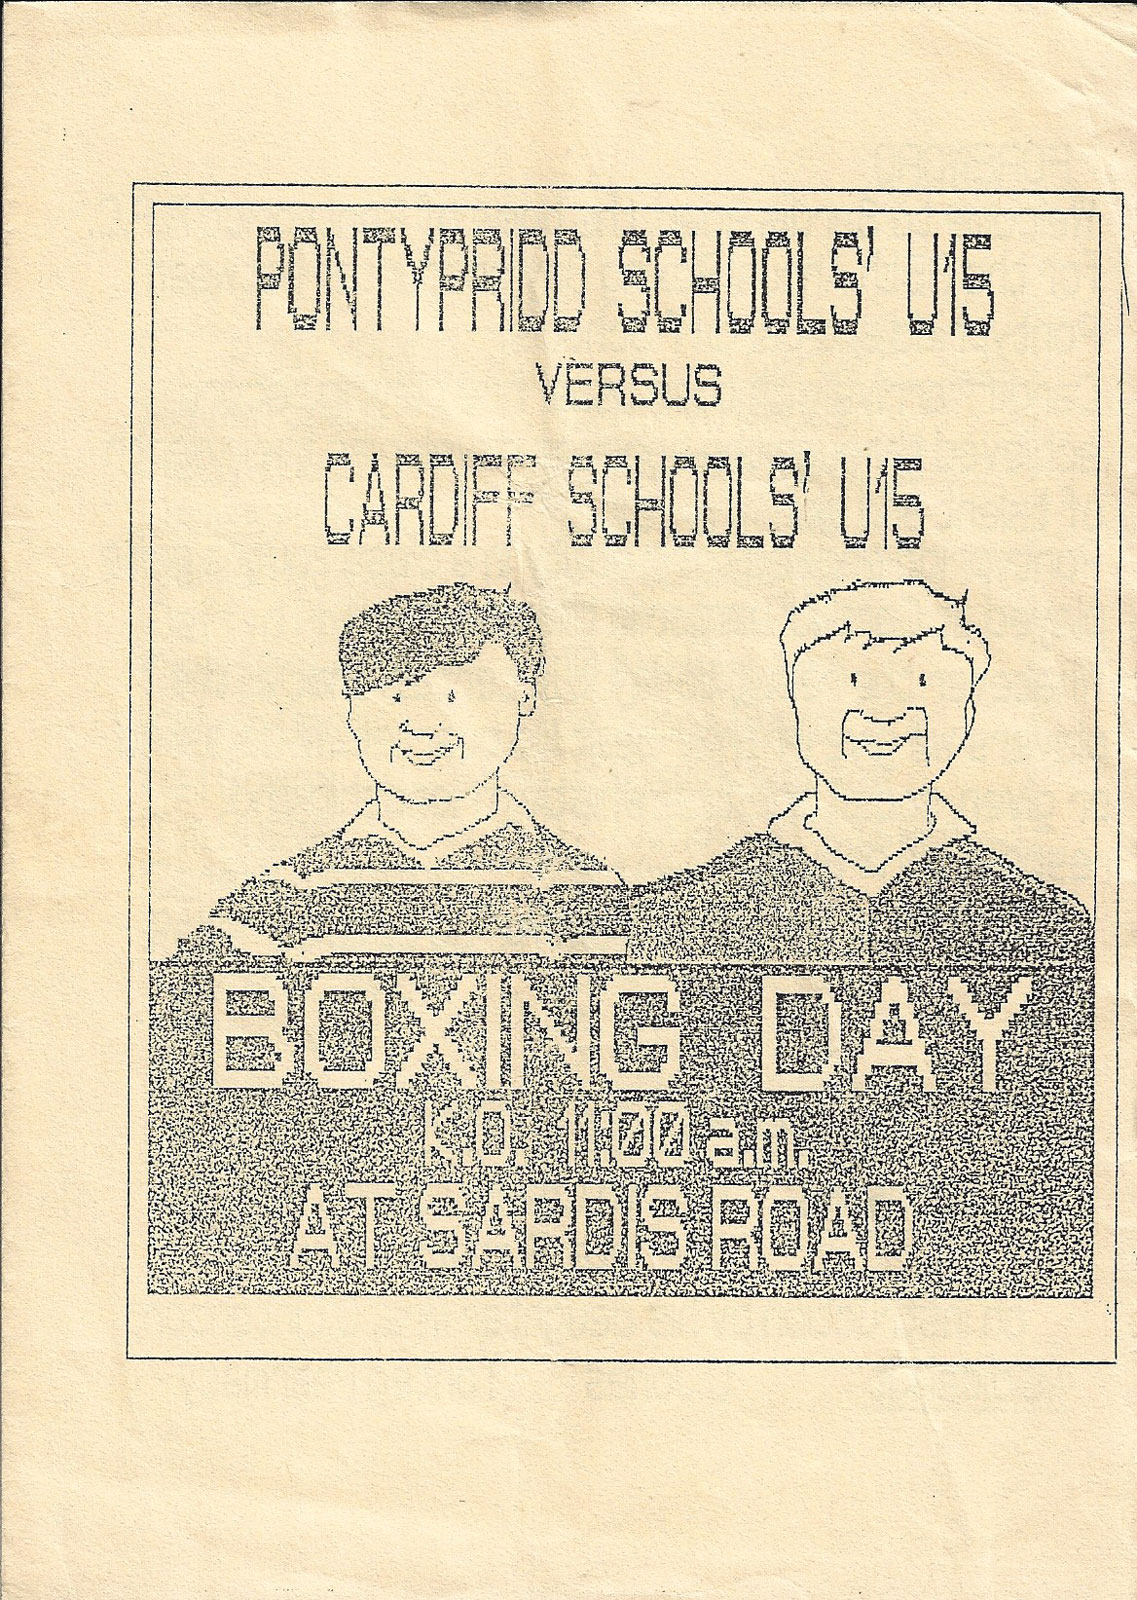 PONTYPRIDD SCHOOLS' U15
VERSUS
CARDIFF SCHOOLS' U15
BOXING DAY
K.O. 11:00 a.m.
AT SARDIS ROAD